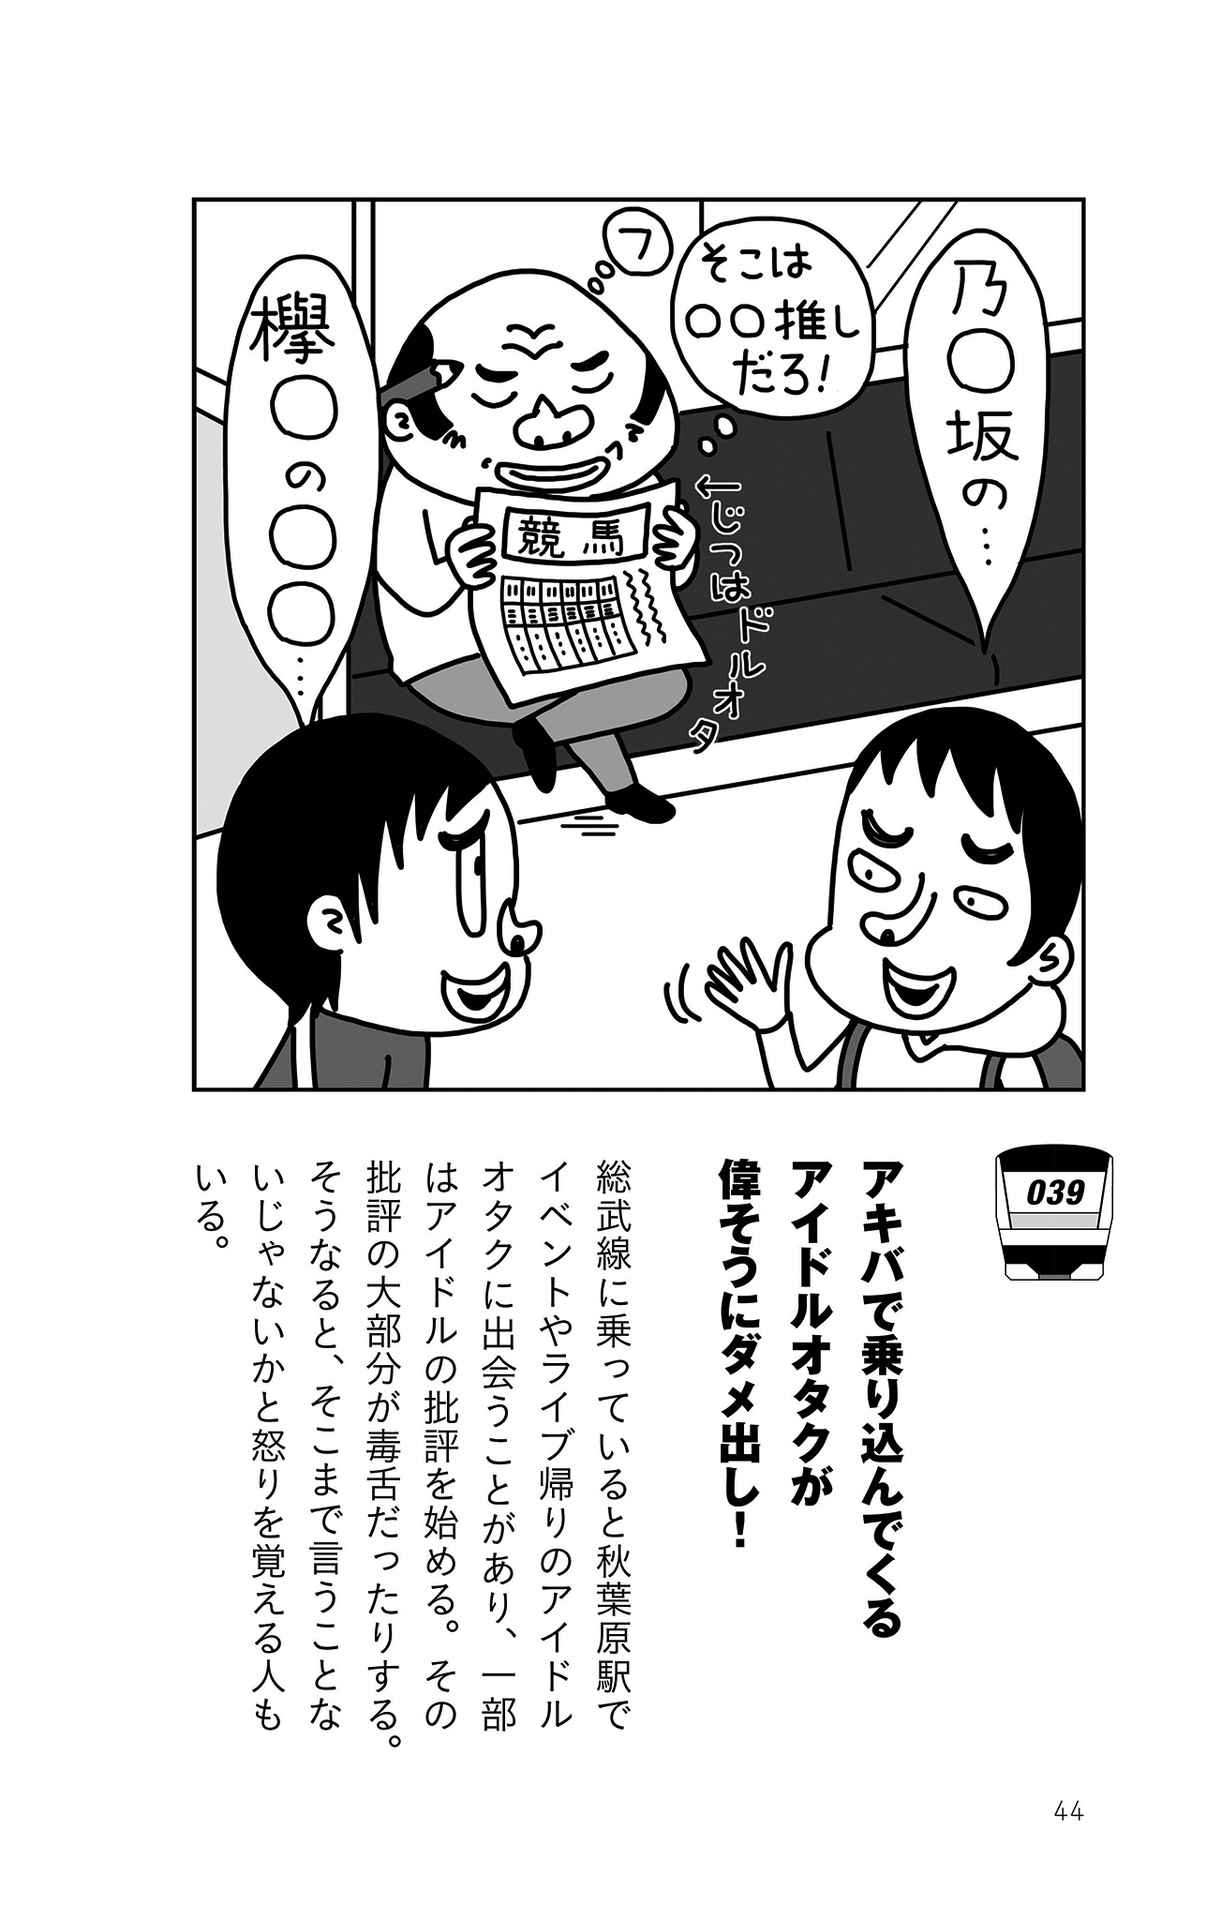 乃〇坂の…
そこは
〇〇推し
だろ!
フ
欅〇の〇〇…
競馬
←じつはドルオタ
039
アキバで乗り込んでくる
アイドルオタクが
偉そうにダメ出し!
総武線に乗っていると秋葉原駅で
イベントやライブ帰りのアイドル
オタクに出会うことがあり、一部
はアイドルの批評を始める。その
批評の大部分が毒舌だったりする。
そうなると、そこまで言うことな
いじゃないかと怒りを覚える人も
いる。
44